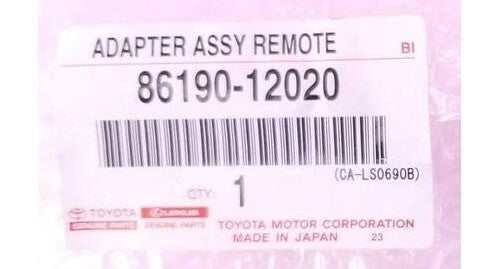 ADAPTER ASSY REMOTE BI
86190-12020
(CA-LS0690B)
QTY: 1
TOYOTA LEXUS TOYOTA MOTOR CORPORATION
GENUINE PARTS GENUINE PARTS MADE IN JAPAN 23